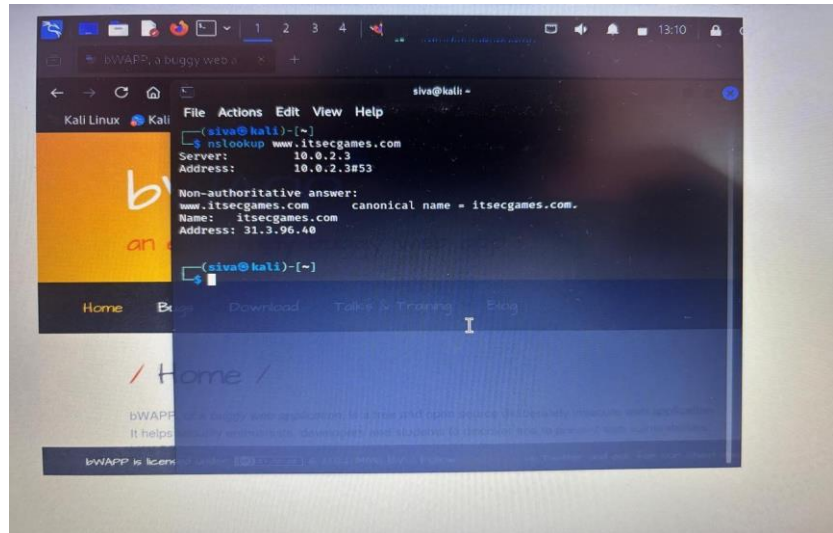 1 2 3 4 13:10
bWAPP, a buggy web a × +
siva@kali: ~
Kali Linux Kali
File Actions Edit View Help
(siva㉿kali)-[~]
$ nslookup www.itsecgames.com
Server: 10.0.2.3
Address: 10.0.2.3#53
Non-authoritative answer:
www.itsecgames.com canonical name = itsecgames.com.
Name: itsecgames.com
Address: 31.3.96.40
(siva㉿kali)-[~]
$
an
Home Bugs Download Talks & Training Blog
/ Home /
bWAPP
It helps
bWAPP is licen